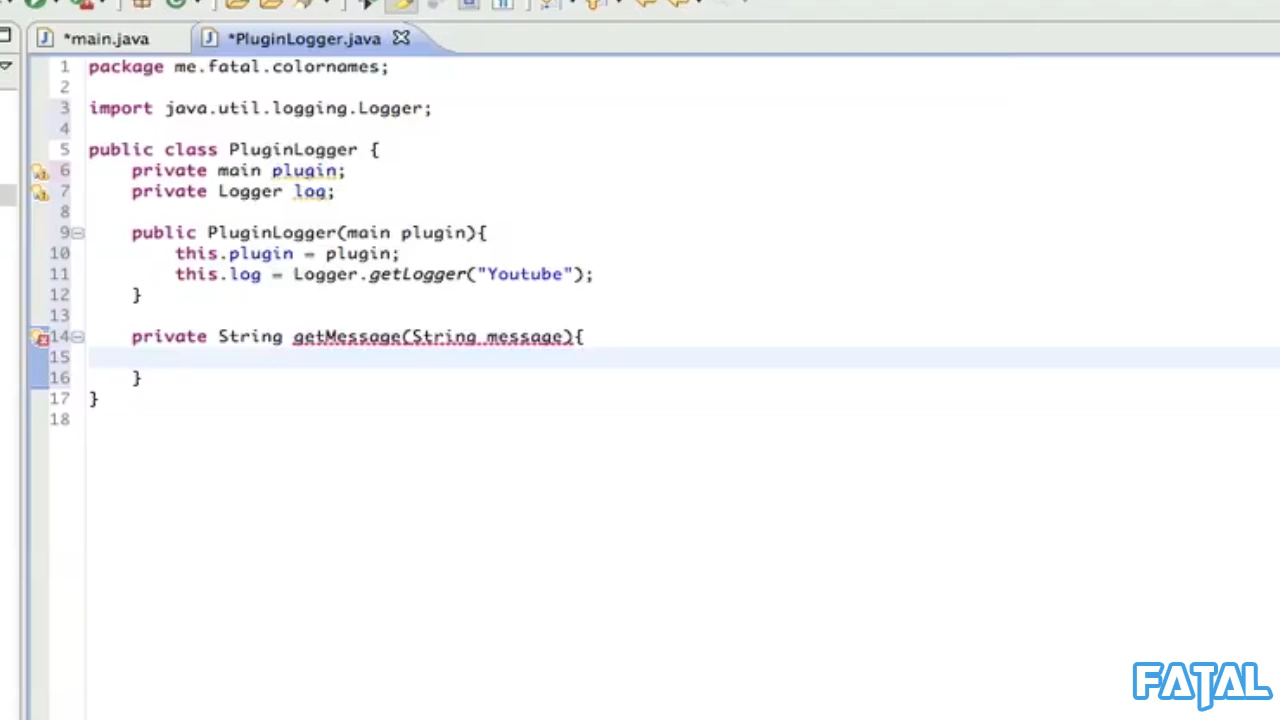 *main.java *PluginLogger.java
1 package me.fatal.colornames;
2
3 import java.util.logging.Logger;
4
5 public class PluginLogger {
6 private main plugin;
7 private Logger log;
8
9 public PluginLogger(main plugin){
10 this.plugin = plugin;
11 this.log = Logger.getLogger("Youtube");
12 }
13
14 private String getMessage(String message){
15
16 }
17 }
18
FATAL